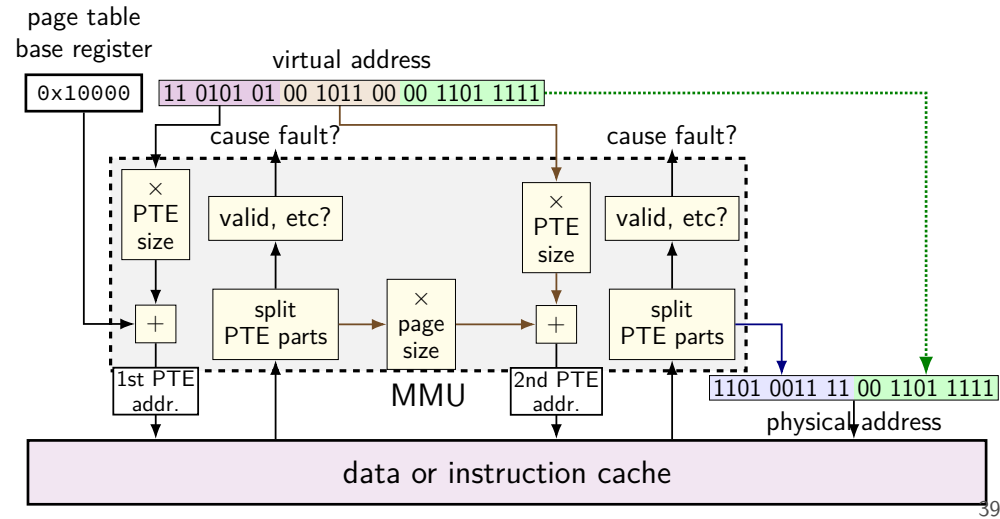 page table
base register
0x10000
virtual address
11 0101 01 00 1011 00 00 1101 1111
cause fault?
cause fault?
×
PTE
size
valid, etc?
×
PTE
size
valid, etc?
+
split
PTE parts
×
page
size
+
split
PTE parts
1st PTE
addr.
MMU
2nd PTE
addr.
1101 0011 11 00 1101 1111
physical address
data or instruction cache
39